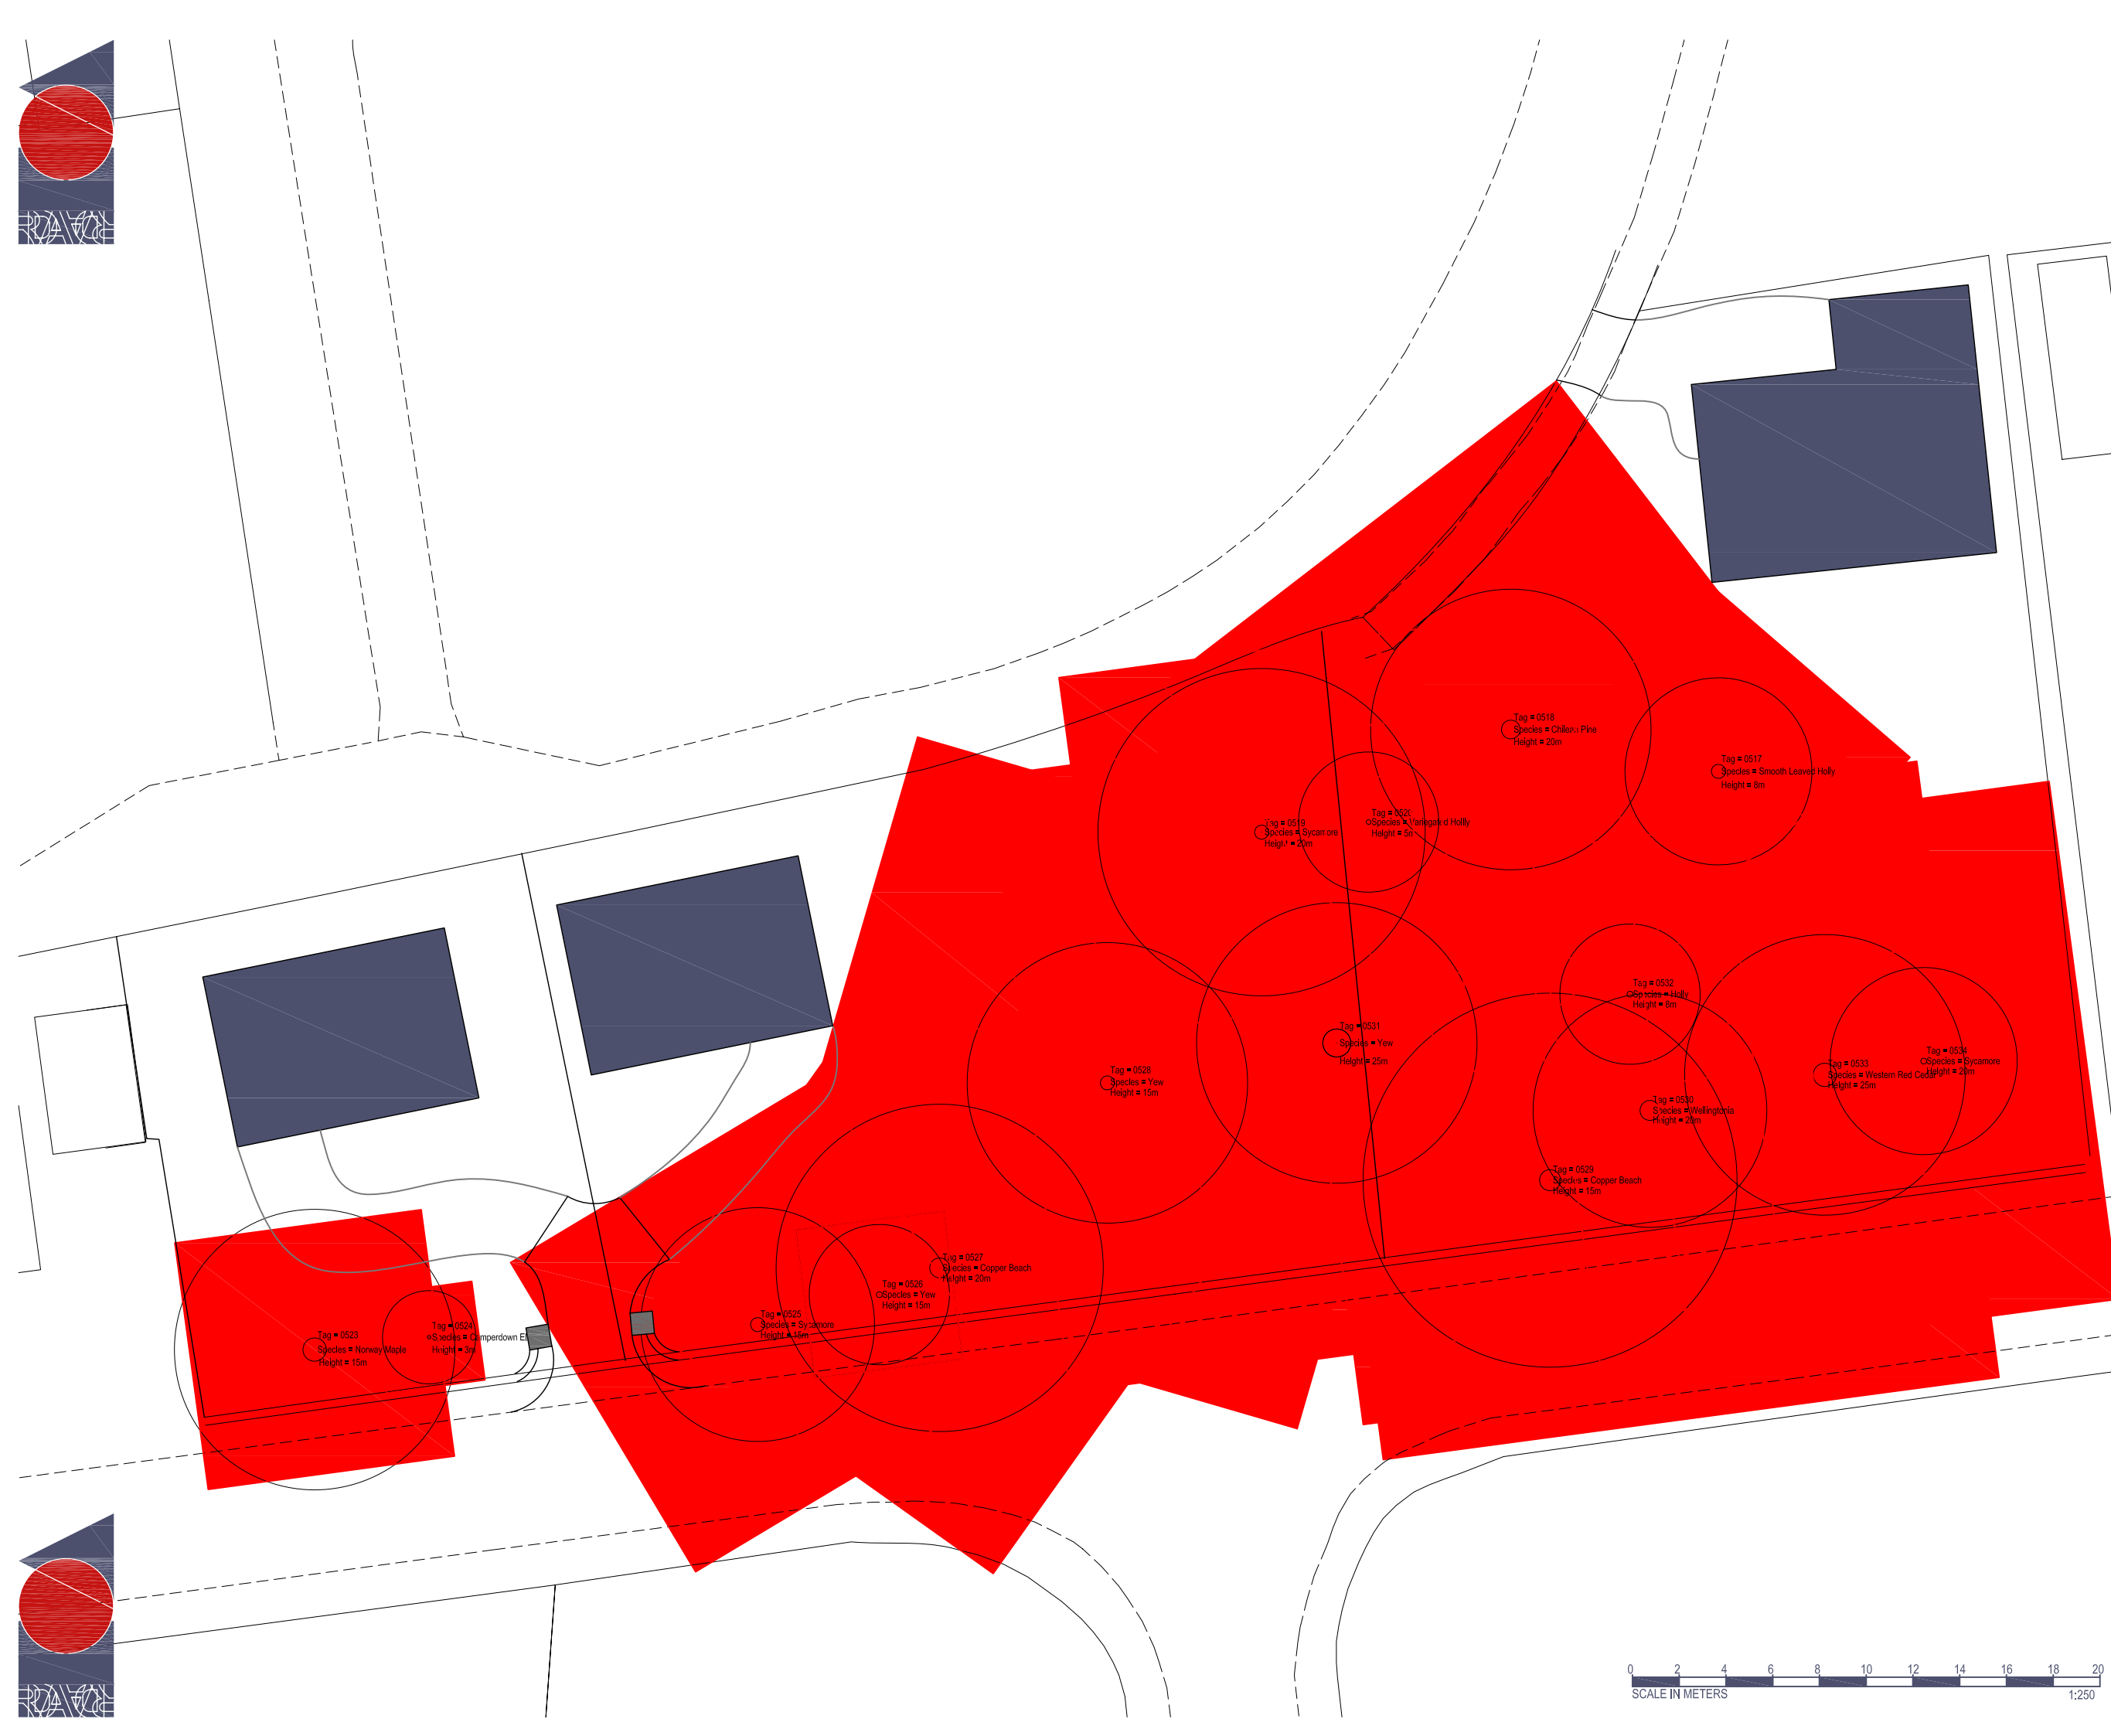 Tag = 0518
Species = Chilean Pine
Height = 20m
Tag = 0517
Species = Smooth Leaved Holly
Height = 8m
Tag = 0519
Species = Sycamore
Height = 20m
Tag = 0520
Species = Variegated Holly
Height = 5m
Tag = 0532
Species = Holly
Height = 8m
Tag = 0531
Species = Yew
Height = 25m
Tag = 0534
Species = Sycamore
Height = 20m
Tag = 0533
Species = Western Red Cedar
Height = 25m
Tag = 0528
Species = Yew
Height = 15m
Tag = 0530
Species = Wellingtonia
Height = 25m
Tag = 0529
Species = Copper Beach
Height = 15m
Tag = 0527
Species = Copper Beach
Height = 20m
Tag = 0526
Species = Yew
Height = 15m
Tag = 0525
Species = Sycamore
Height = 15m
Tag = 0524
Species = Camperdown El
Height = 3m
Tag = 0523
Species = Norway Maple
Height = 15m
0 2 4 6 8 10 12 14 16 18 20
SCALE IN METERS
1:250